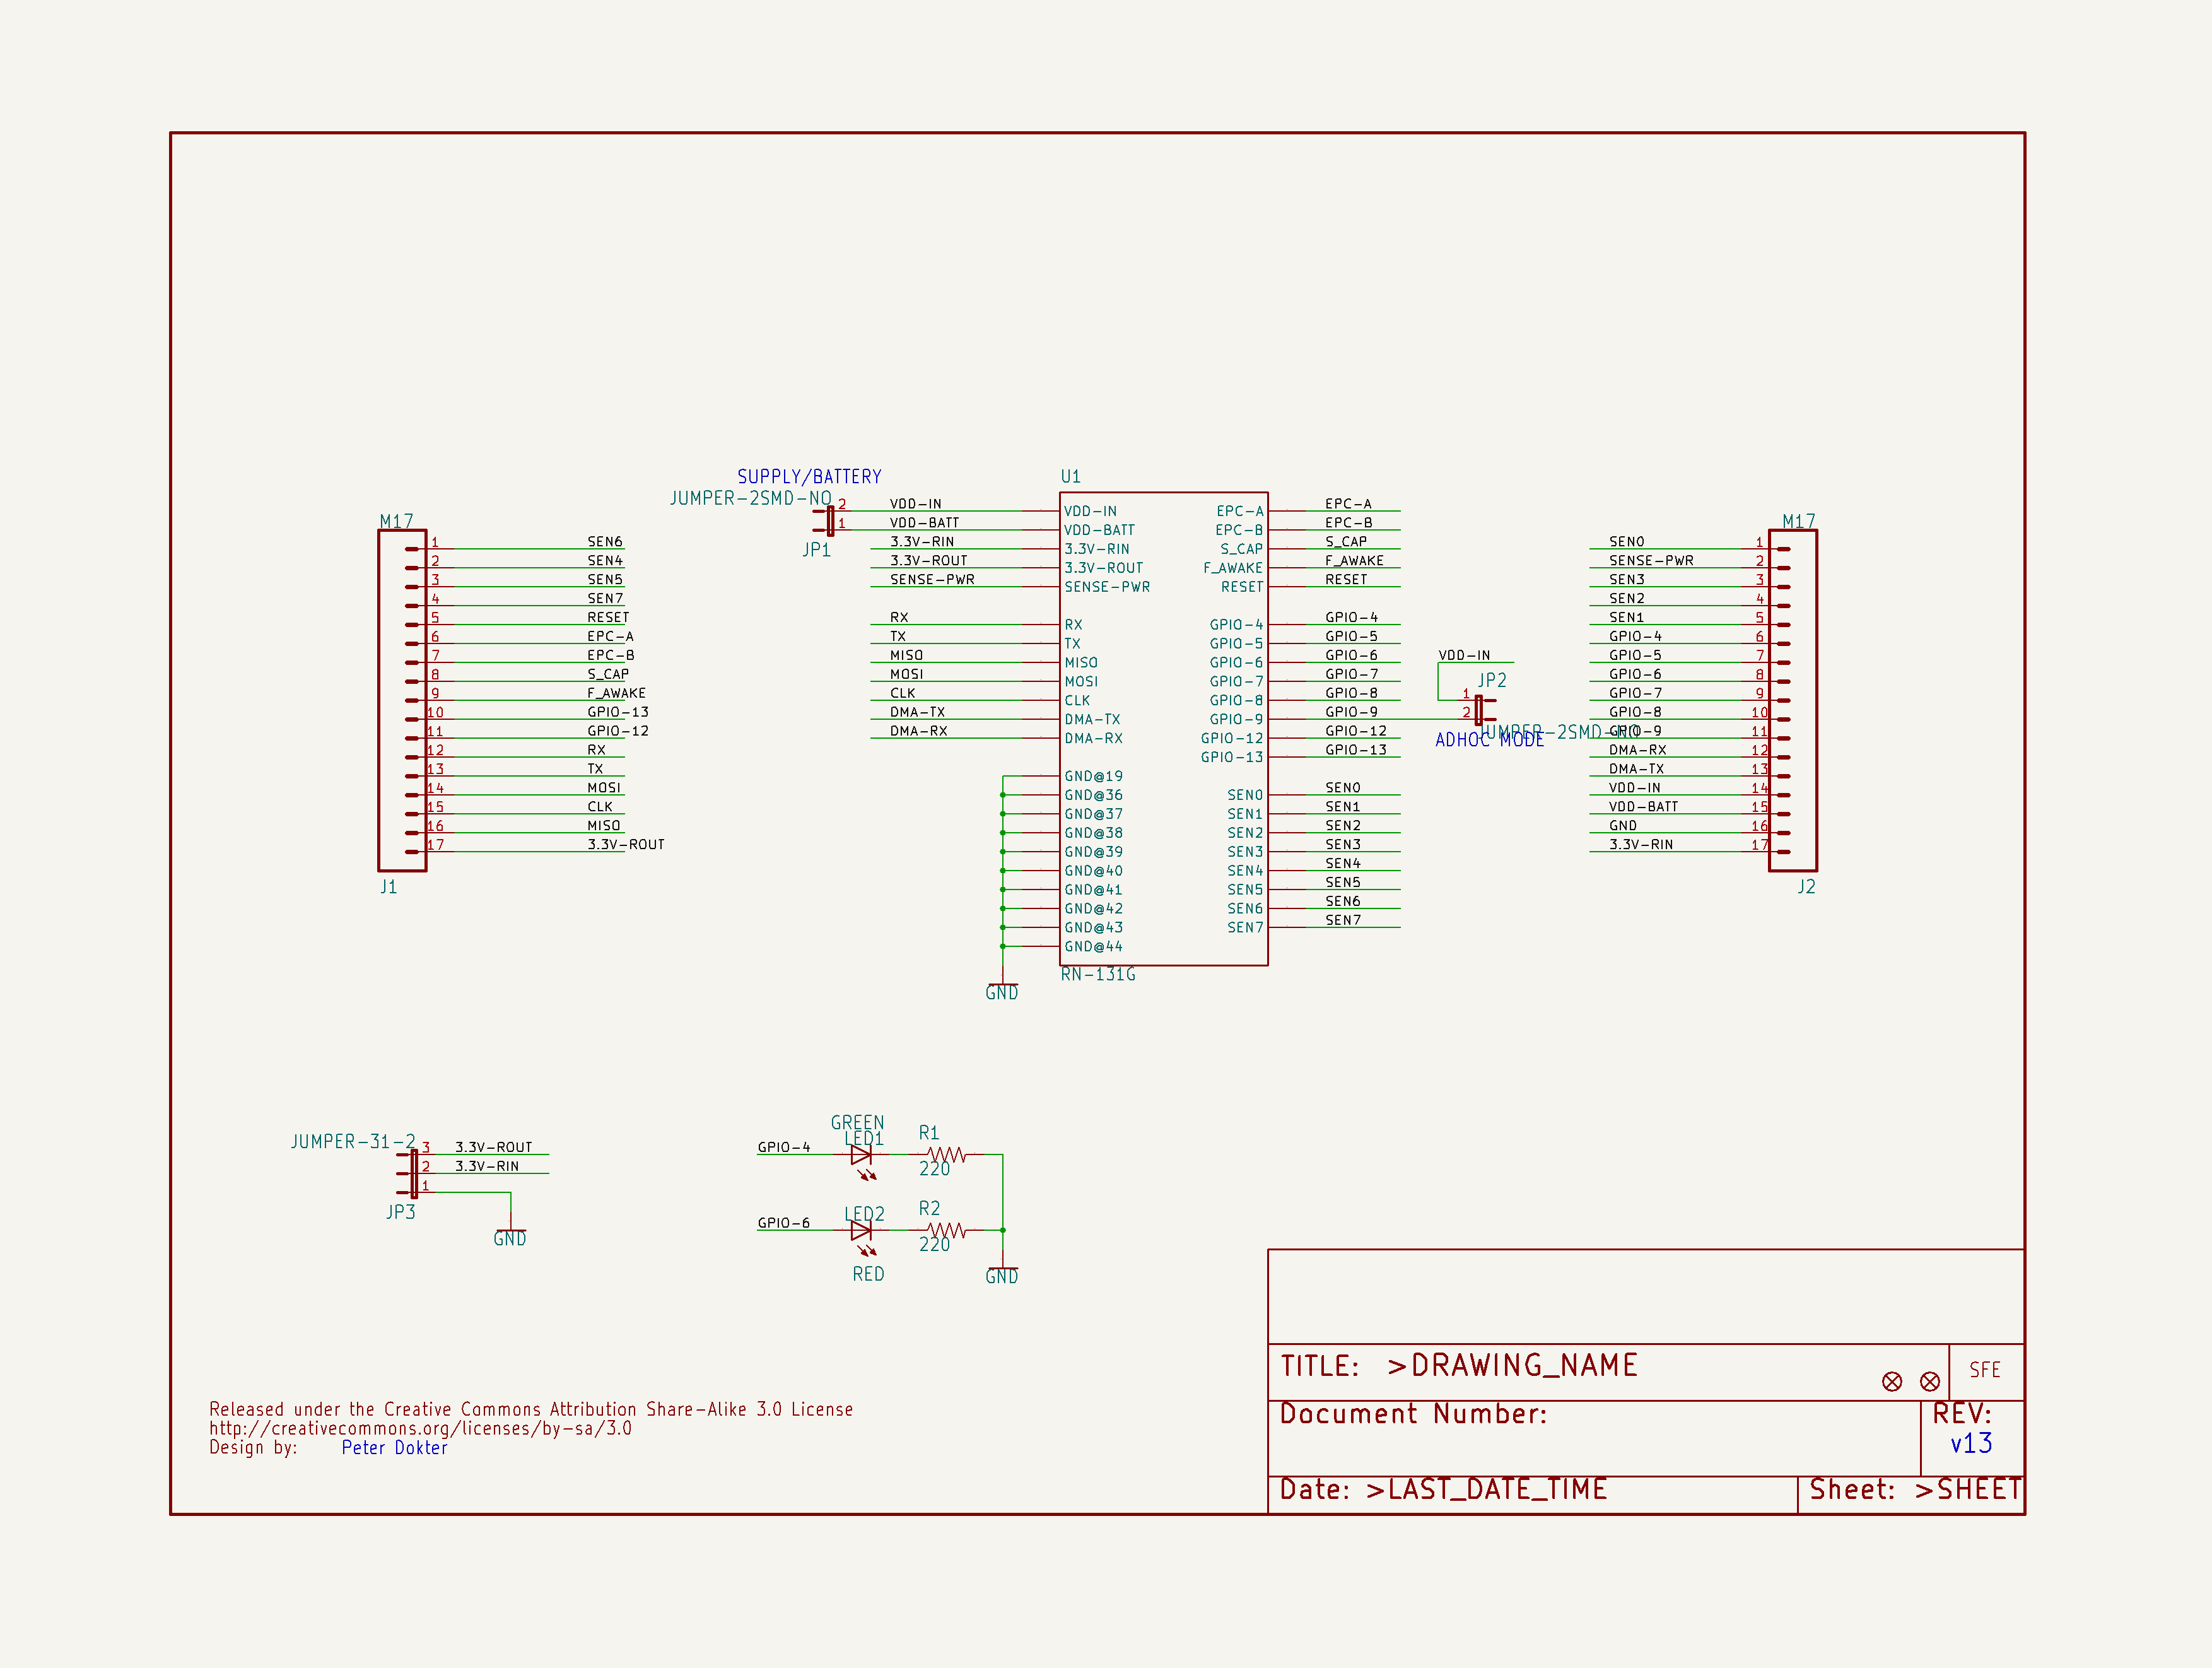 SUPPLY/BATTERY
JUMPER-2SMD-NO
2 VDD-IN
1 VDD-BATT
JP1
3.3V-RIN
3.3V-ROUT
SENSE-PWR
RX
TX
MISO
MOSI
CLK
DMA-TX
DMA-RX
M17
1 SEN6
2 SEN4
3 SEN5
4 SEN7
5 RESET
6 EPC-A
7 EPC-B
8 S_CAP
9 F_AWAKE
10 GPIO-13
11 GPIO-12
12 RX
13 TX
14 MOSI
15 CLK
16 MISO
17 3.3V-ROUT
J1
U1
VDD-IN EPC-A
VDD-BATT EPC-B
3.3V-RIN S_CAP
3.3V-ROUT F_AWAKE
SENSE-PWR RESET
RX GPIO-4
TX GPIO-5
MISO GPIO-6
MOSI GPIO-7
CLK GPIO-8
DMA-TX GPIO-9
DMA-RX GPIO-12
GPIO-13
GND@19
GND@36 SEN0
GND@37 SEN1
GND@38 SEN2
GND@39 SEN3
GND@40 SEN4
GND@41 SEN5
GND@42 SEN6
GND@43 SEN7
GND@44
RN-131G
GND
EPC-A
EPC-B
S_CAP
F_AWAKE
RESET
GPIO-4
GPIO-5
GPIO-6
GPIO-7
GPIO-8
GPIO-9
GPIO-12
GPIO-13
SEN0
SEN1
SEN2
SEN3
SEN4
SEN5
SEN6
SEN7
VDD-IN
JP2
1
2
JUMPER-2SMD-NO
ADHOC MODE
M17
SEN0 1
SENSE-PWR 2
SEN3 3
SEN2 4
SEN1 5
GPIO-4 6
GPIO-5 7
GPIO-6 8
GPIO-7 9
GPIO-8 10
GPIO-9 11
DMA-RX 12
DMA-TX 13
VDD-IN 14
VDD-BATT 15
GND 16
3.3V-RIN 17
J2
JUMPER-31-2
3 3.3V-ROUT
2 3.3V-RIN
1
JP3
GND
GREEN
LED1 R1
GPIO-4
220
LED2 R2
GPIO-6
220
RED
GND
Released under the Creative Commons Attribution Share-Alike 3.0 License
http://creativecommons.org/licenses/by-sa/3.0
Design by: Peter Dokter
TITLE: >DRAWING_NAME
SFE
Document Number:
REV:
v13
Date: >LAST_DATE_TIME
Sheet: >SHEET